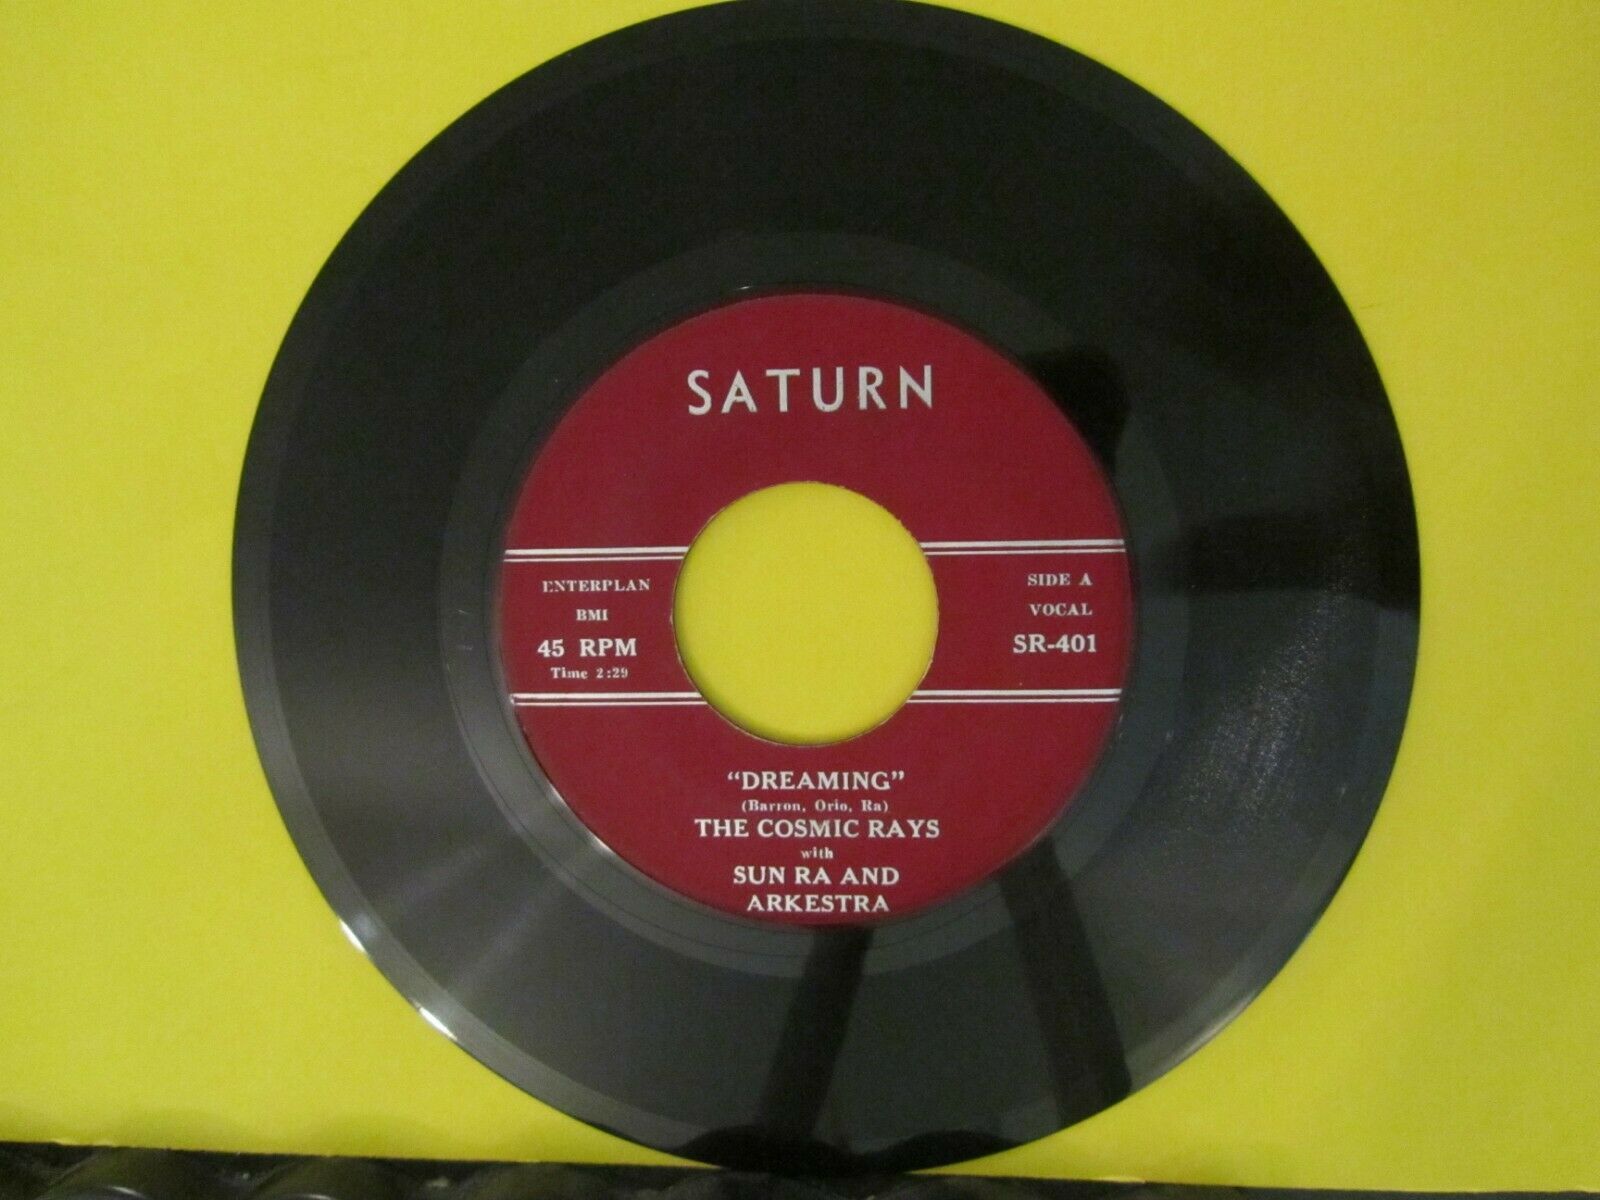 SATURN
ENTERPLAN
BMI
45 RPM
Time 2:29
SIDE A
VOCAL
SR-401
"DREAMING"
(Barron, Orio, Ra)
THE COSMIC RAYS
with
SUN RA AND
ARKESTRA